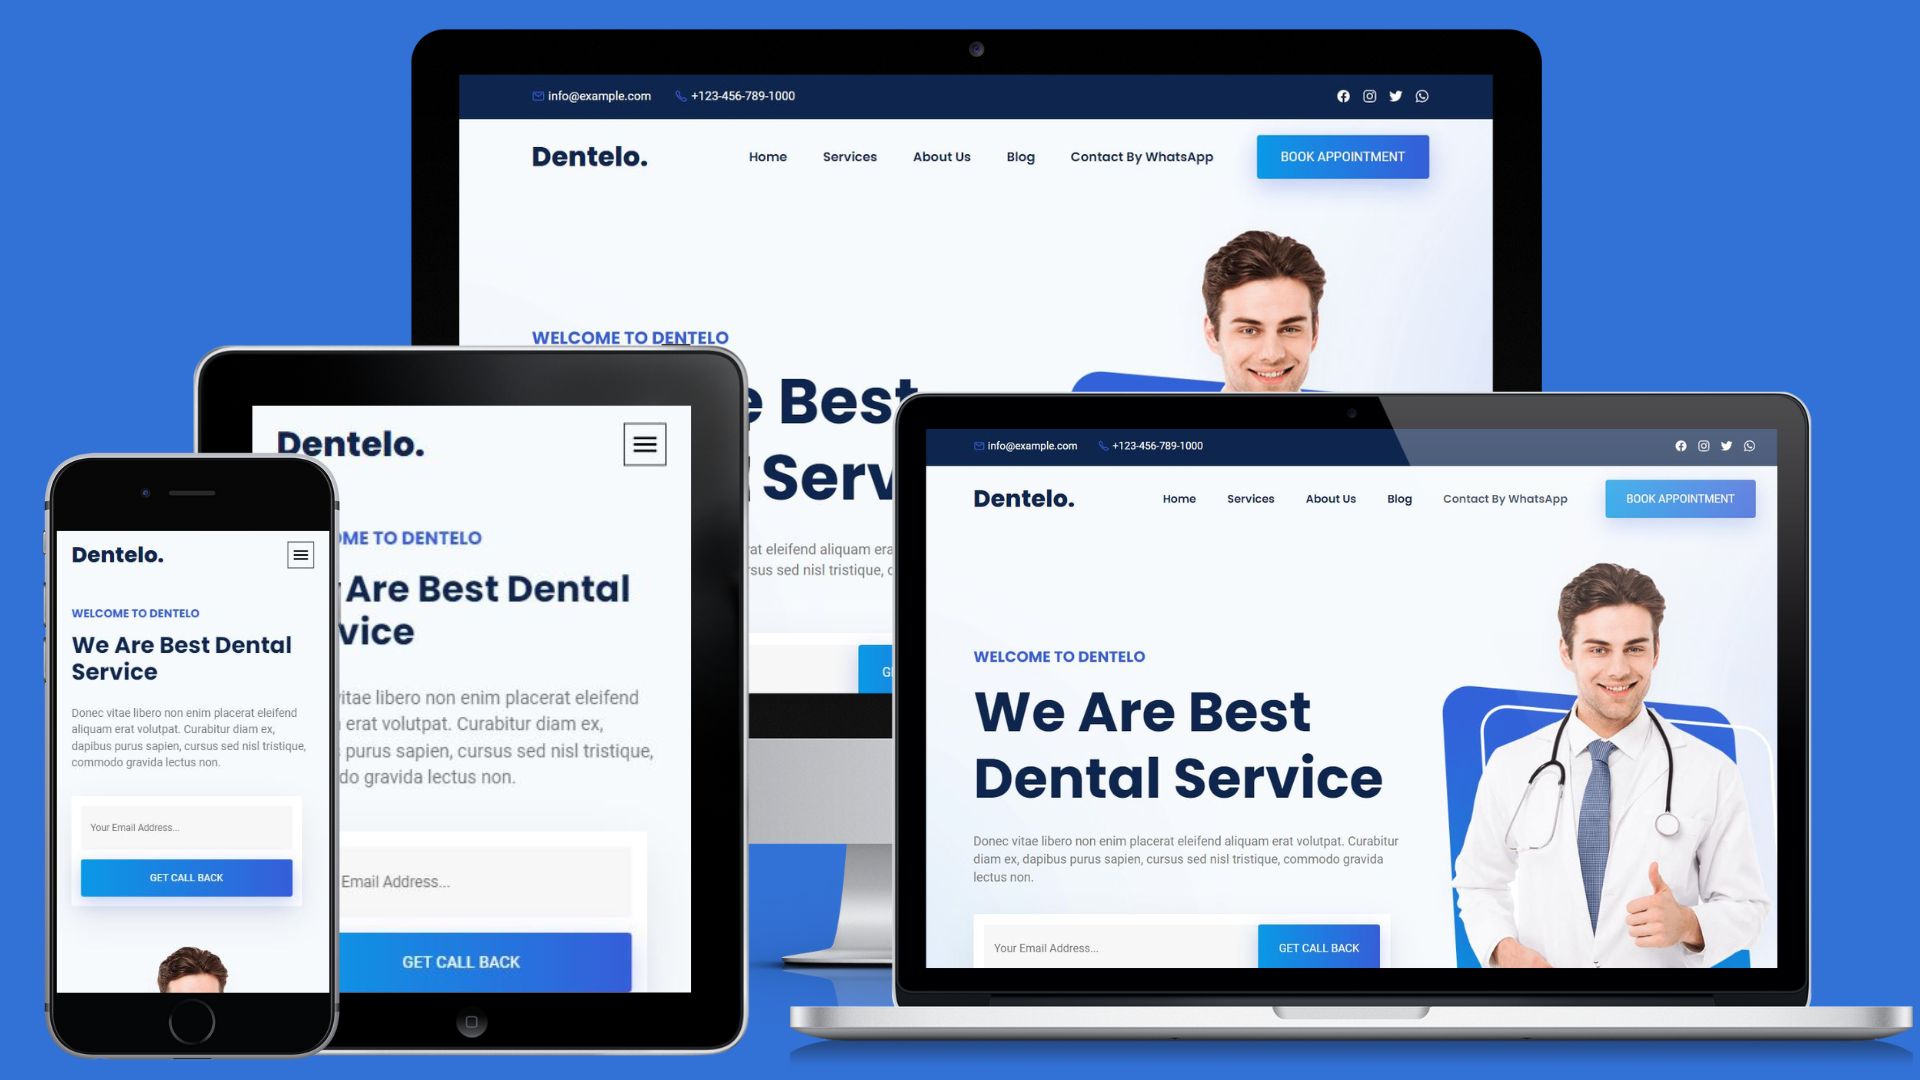 info@example.com +123-456-789-1000
Dentelo. Home Services About Us Blog Contact By WhatsApp BOOK APPOINTMENT
WELCOME TO DENTELO
Best
Serv
eleifend aliquam era
sed nisl tristique,
Dentelo.
TO DENTELO
Are Best Dental
vice
vitae libero non enim placerat eleifend
erat volutpat. Curabitur diam ex,
purus sapien, cursus sed nisl tristique,
gravida lectus non.
Email Address...
GET CALL BACK
Dentelo.
WELCOME TO DENTELO
We Are Best Dental
Service
Donec vitae libero non enim placerat eleifend
aliquam erat volutpat. Curabitur diam ex,
dapibus purus sapien, cursus sed nisl tristique,
commodo gravida lectus non.
Your Email Address...
GET CALL BACK
info@example.com +123-456-789-1000
Dentelo. Home Services About Us Blog Contact By WhatsApp BOOK APPOINTMENT
WELCOME TO DENTELO
We Are Best
Dental Service
Donec vitae libero non enim placerat eleifend aliquam erat volutpat. Curabitur
diam ex, dapibus purus sapien, cursus sed nisl tristique, commodo gravida
lectus non.
Your Email Address... GET CALL BACK